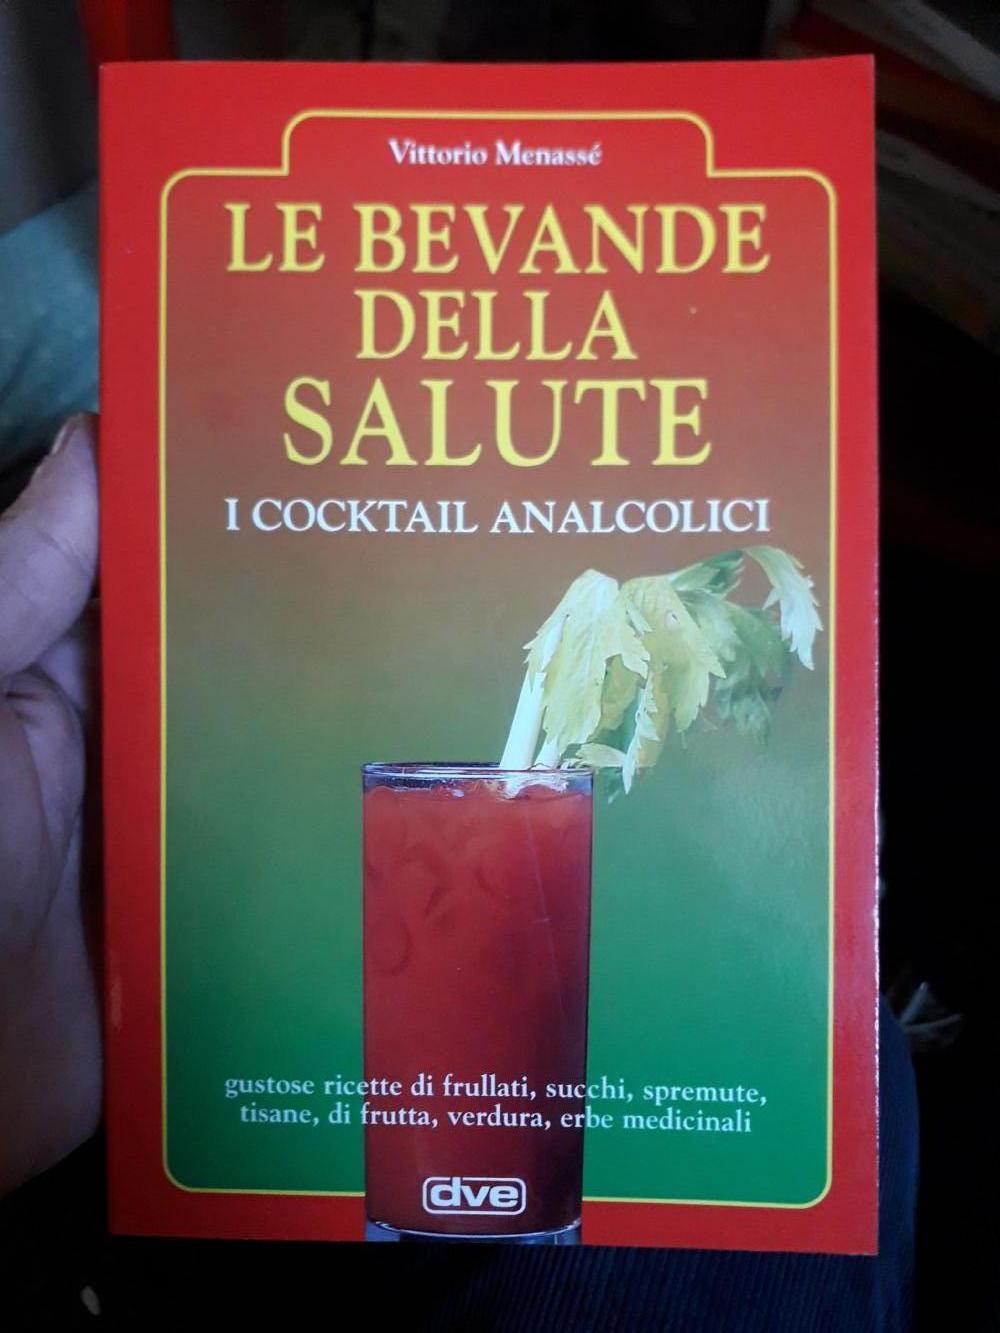 Vittorio Menassé
LE BEVANDE
DELLA
SALUTE
I COCKTAIL ANALCOLICI
gustose ricette di frullati, succhi, spremute,
tisane, di frutta, verdura, erbe medicinali
dve